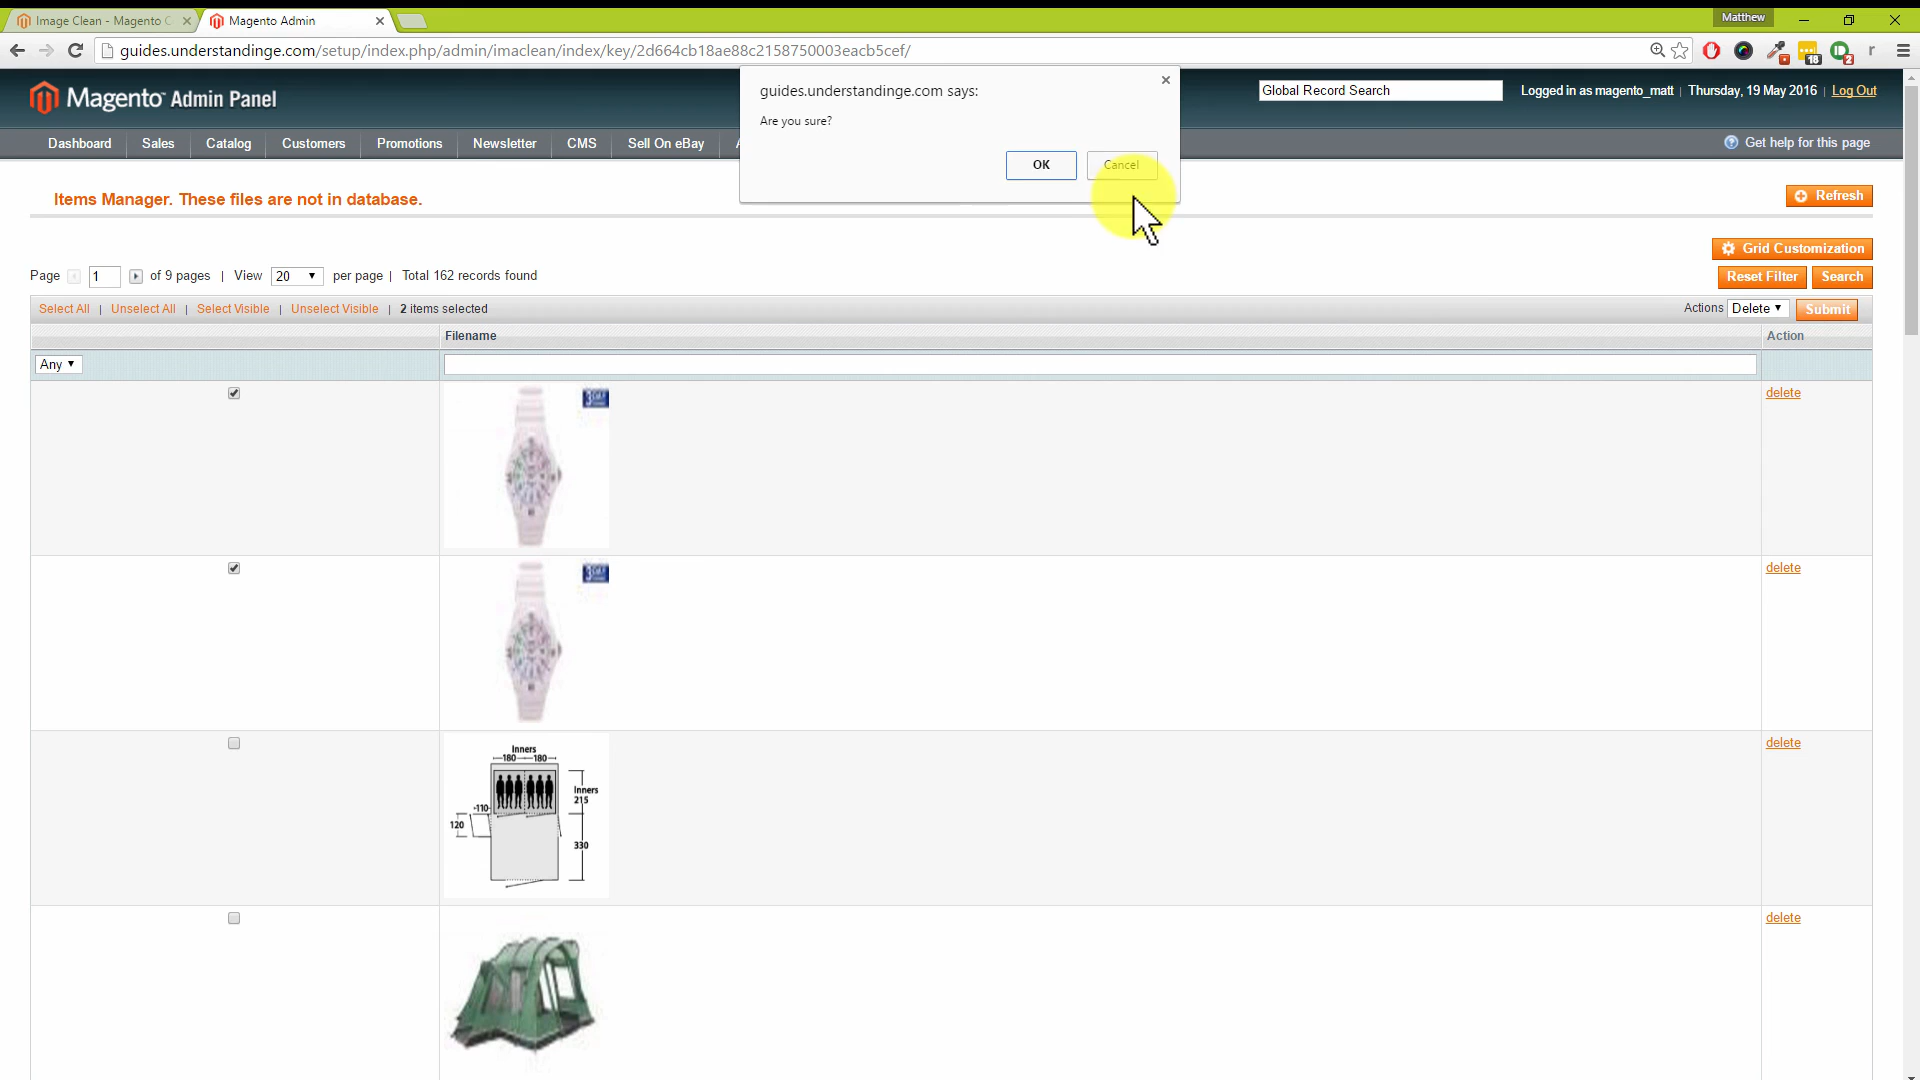 Image Clean - Magento C
Magento Admin
Matthew
guides.understandinge.com/setup/index.php/admin/imaclean/index/key/2d664cb18ae88c2158750003eacb5cef/
18
2
r
Magento Admin Panel
guides.understandinge.com says:
Are you sure?
OK
Cancel
Global Record Search
Logged in as magento_matt | Thursday, 19 May 2016 | Log Out
Dashboard Sales Catalog Customers Promotions Newsletter CMS Sell On eBay
Get help for this page
Items Manager. These files are not in database.
Refresh
Grid Customization
Page 1 of 9 pages | View 20 per page | Total 162 records found
Reset Filter Search
Select All | Unselect All | Select Visible | Unselect Visible | 2 items selected
Actions Delete Submit
Filename Action
Any
delete
delete
Inners
180 180
Inners
215
110
120
330
delete
delete